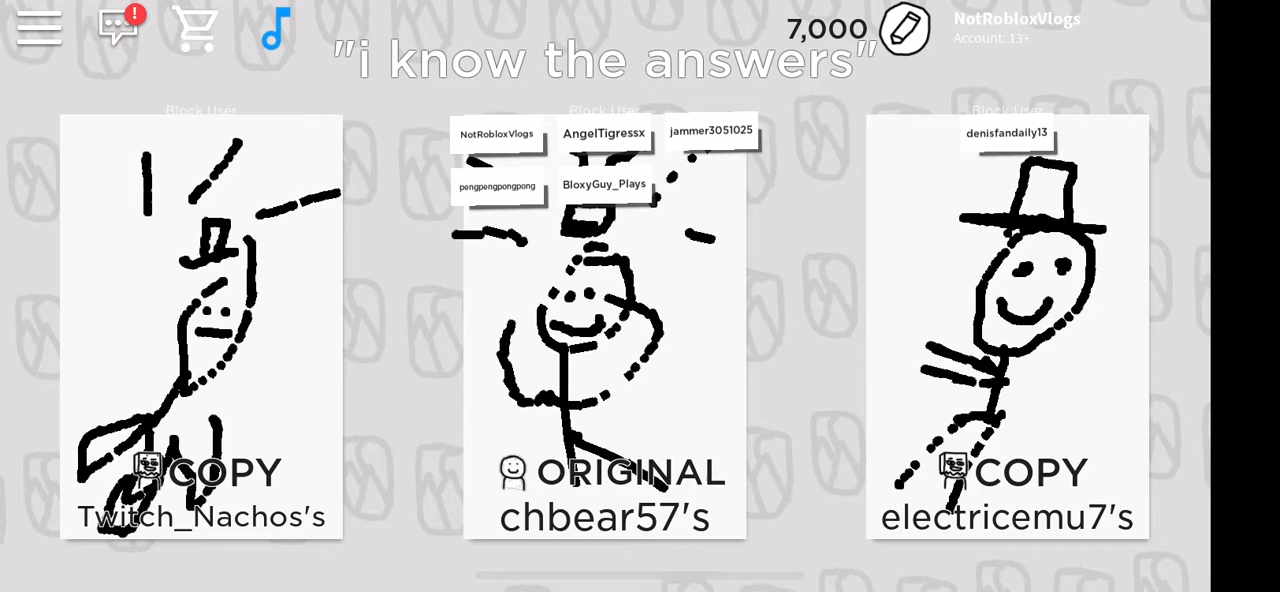 !
7,000
NotRobloxVlogs
Account: 13+
"i know the answers"
Block User
Block User
Block User
NotRobloxVlogs
AngelTigressx
jammer3051025
denisfandaily13
pengpengpongpong
BloxyGuy_Plays
COPY
Twitch_Nachos's
ORIGINAL
chbear57's
COPY
electricemu7's